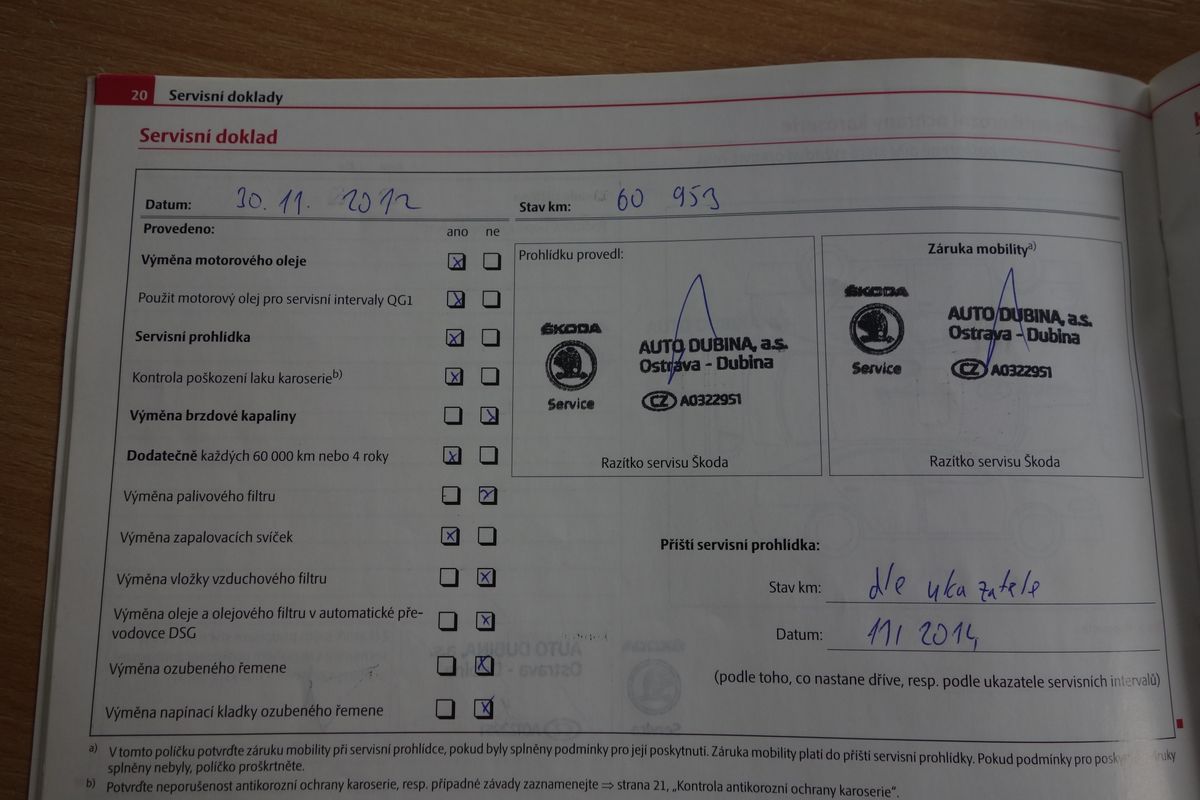 20 Servisní doklady
Servisní doklad
Datum: 30. 11. 2012 Stav km: 60 953
Provedeno: ano ne
Výměna motorového oleje
Použit motorový olej pro servisní intervaly QG1
Servisní prohlídka
Kontrola poškození laku karoserie b)
Výměna brzdové kapaliny
Dodatečně každých 60 000 km nebo 4 roky
Výměna palivového filtru
Výměna zapalovacích svíček
Výměna vložky vzduchového filtru
Výměna oleje a olejového filtru v automatické pře-
vodovce DSG
Výměna ozubeného řemene
Výměna napínací kladky ozubeného řemene
Prohlídku provedl:
ŠKODA
Service
AUTO DUBINA, a.s.
Ostrava - Dubina
CZ A0322951
Razítko servisu Škoda
Záruka mobility a)
ŠKODA
Service
AUTO DUBINA, a.s.
Ostrava - Dubina
CZ A0322951
Razítko servisu Škoda
Příští servisní prohlídka:
Stav km: dle ukazatele
Datum: 11/ 2014
(podle toho, co nastane dříve, resp. podle ukazatele servisních intervalů)
a) V tomto políčku potvrďte záruku mobility při servisní prohlídce, pokud byly splněny podmínky pro její poskytnutí. Záruka mobility platí do příští servisní prohlídky. Pokud podmínky pro
splněny nebyly, políčko proškrtněte.
b) Potvrďte neporušenost antikorozní ochrany karoserie, resp. případné závady zaznamenejte ⇒ strana 21, „Kontrola antikorozní ochrany karoserie“.